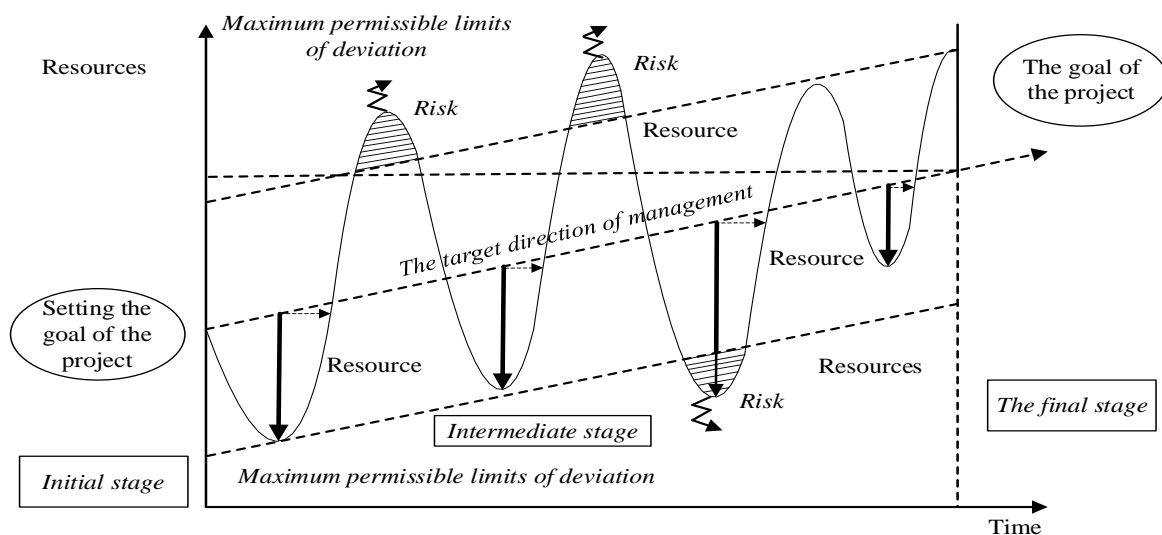 Maximum permissible limits
of deviation
Resources
Risk
Risk
The goal of
the project
Resource
The target direction of management
Resource
Setting the
goal of the
project
Resource
Resources
Risk
The final stage
Intermediate stage
Initial stage
Maximum permissible limits of deviation
Time